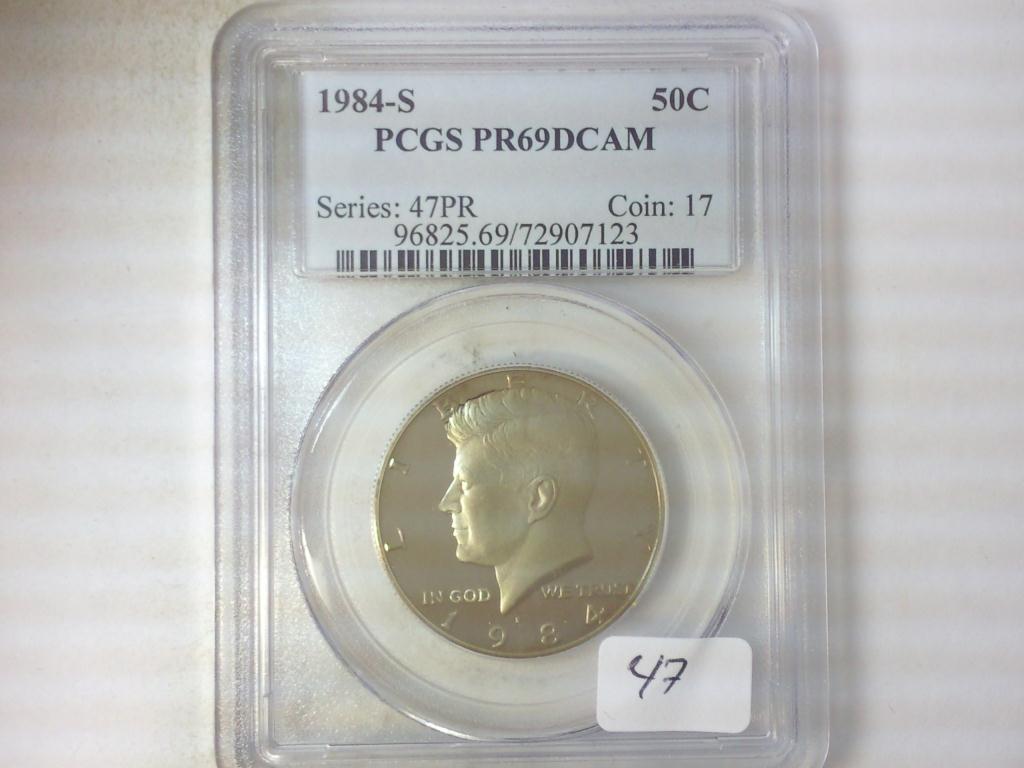 1984-S 50C
PCGS PR69DCAM
Series: 47PR Coin: 17
96825.69/72907123
LIBERTY
IN GOD WE TRUST
1984
47